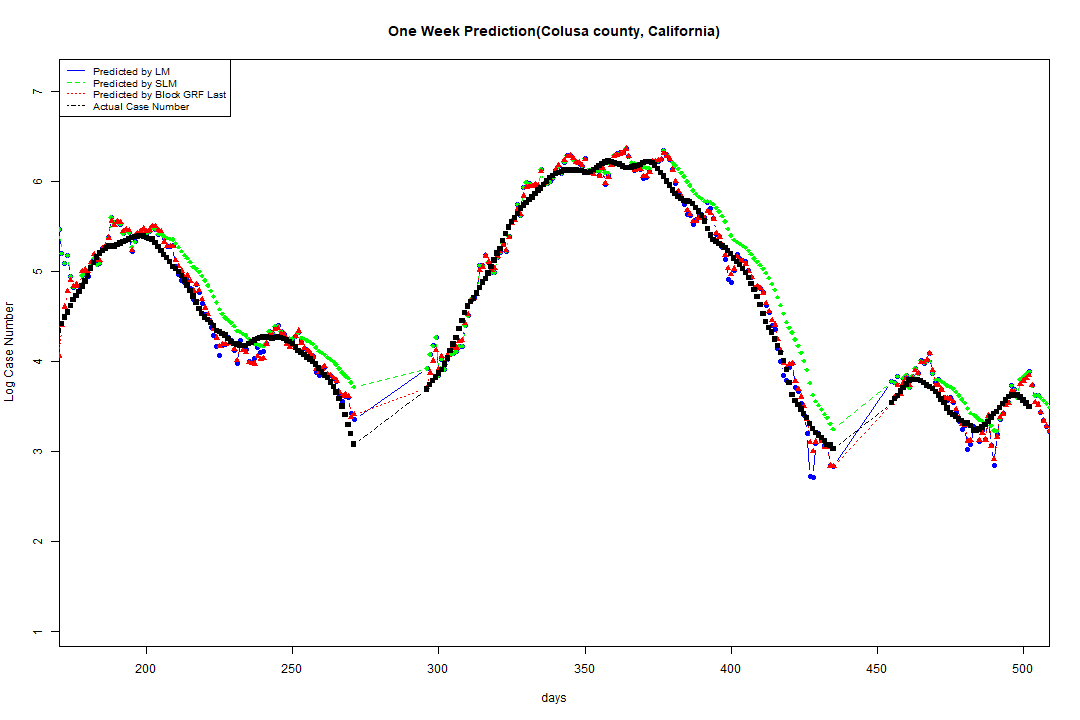 One Week Prediction(Colusa county, California)
Predicted by LM
Predicted by SLM
Predicted by Block GRF Last
Actual Case Number
7
6
5
4
3
2
1
Log Case Number
200 250 300 350 400 450 500
days